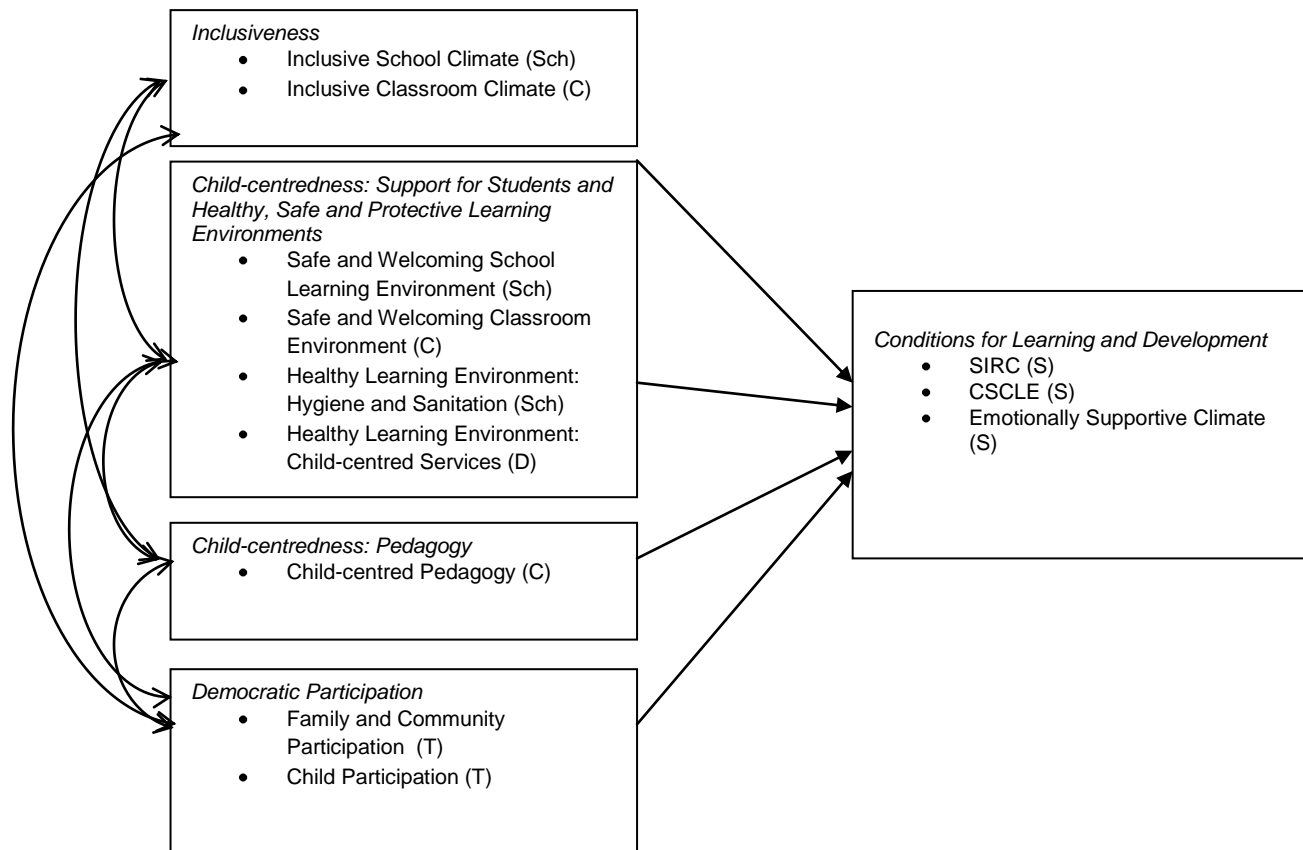 Inclusiveness
• Inclusive School Climate (Sch)
• Inclusive Classroom Climate (C)
Child-centredness: Support for Students and
Healthy, Safe and Protective Learning
Environments
• Safe and Welcoming School
Learning Environment (Sch)
• Safe and Welcoming Classroom
Environment (C)
• Healthy Learning Environment:
Hygiene and Sanitation (Sch)
• Healthy Learning Environment:
Child-centred Services (D)
Child-centredness: Pedagogy
• Child-centred Pedagogy (C)
Democratic Participation
• Family and Community
Participation (T)
• Child Participation (T)
Conditions for Learning and Development
• SIRC (S)
• CSCLE (S)
• Emotionally Supportive Climate
(S)